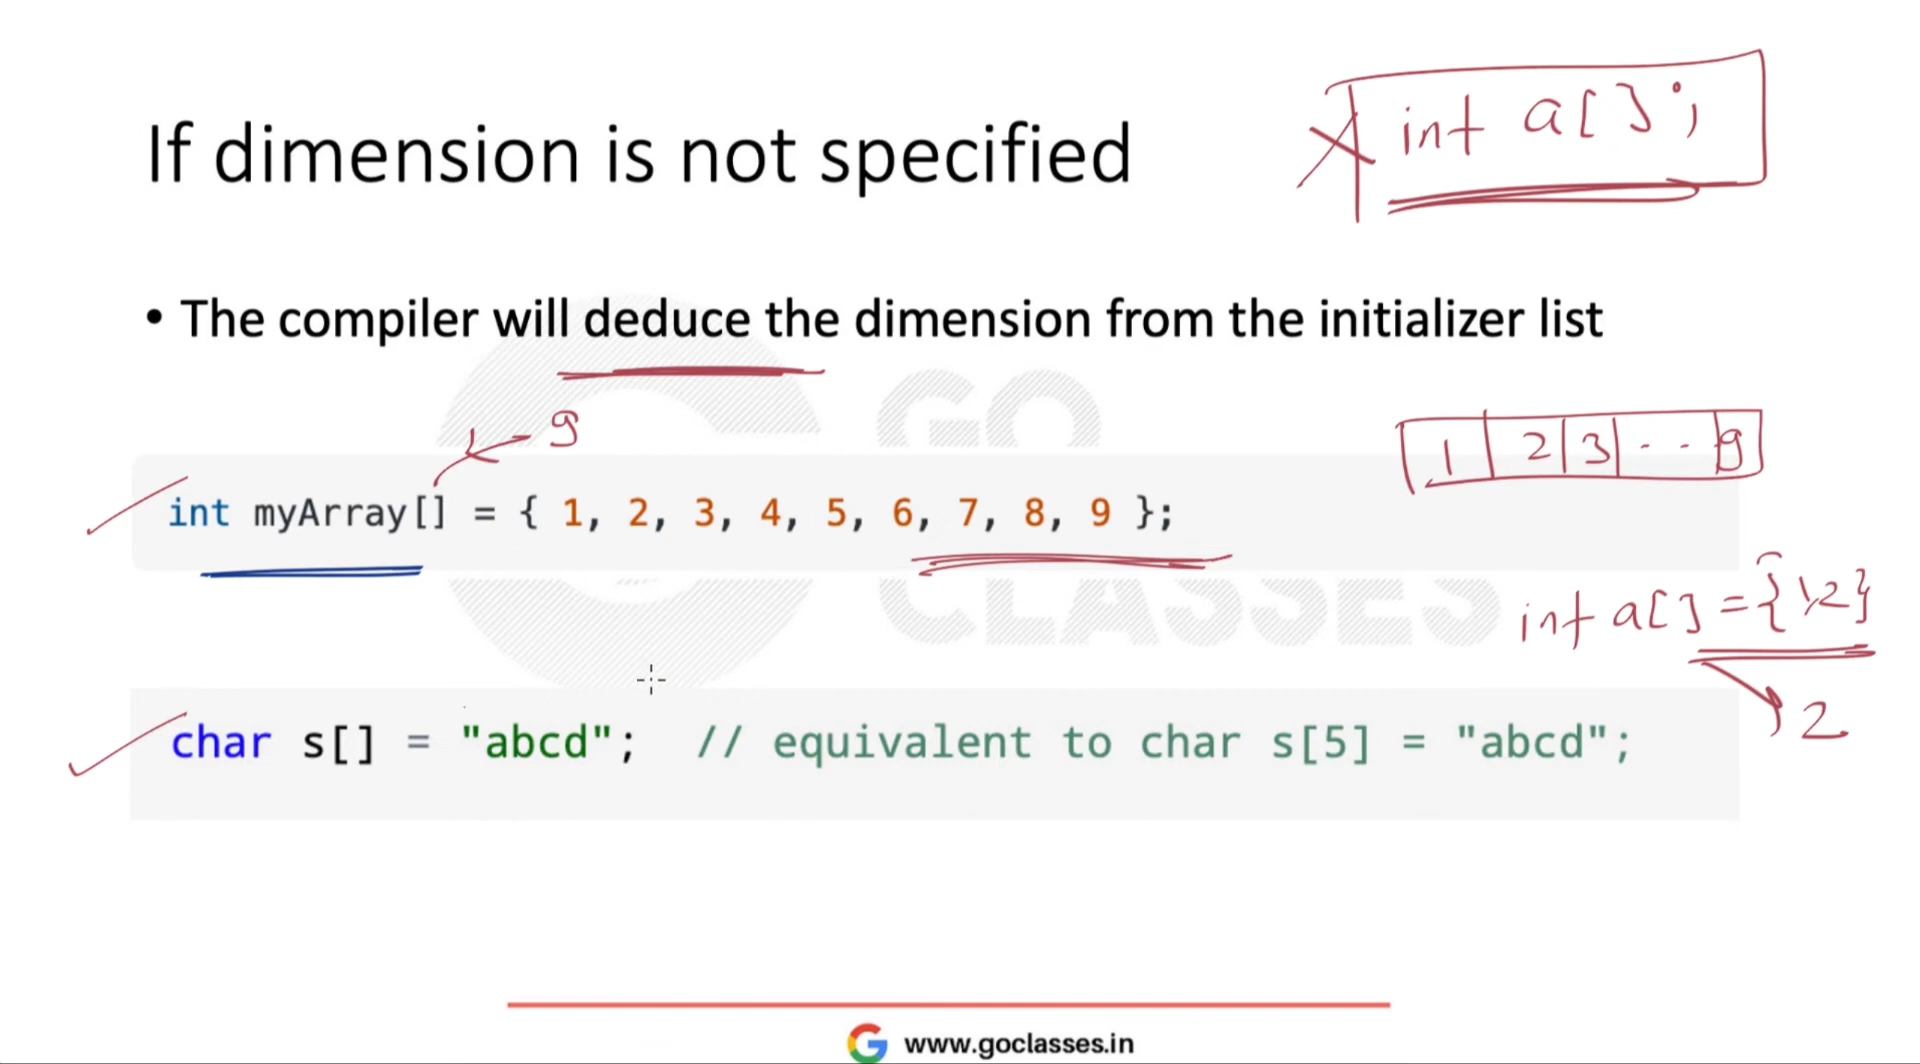 int a[];
If dimension is not specified
• The compiler will deduce the dimension from the initializer list
GO
CLASSES
9
1 2 3 .. 9
int myArray[] = { 1, 2, 3, 4, 5, 6, 7, 8, 9 };
int a[] = {1,2}
2
char s[] = "abcd"; // equivalent to char s[5] = "abcd";
www.goclasses.in